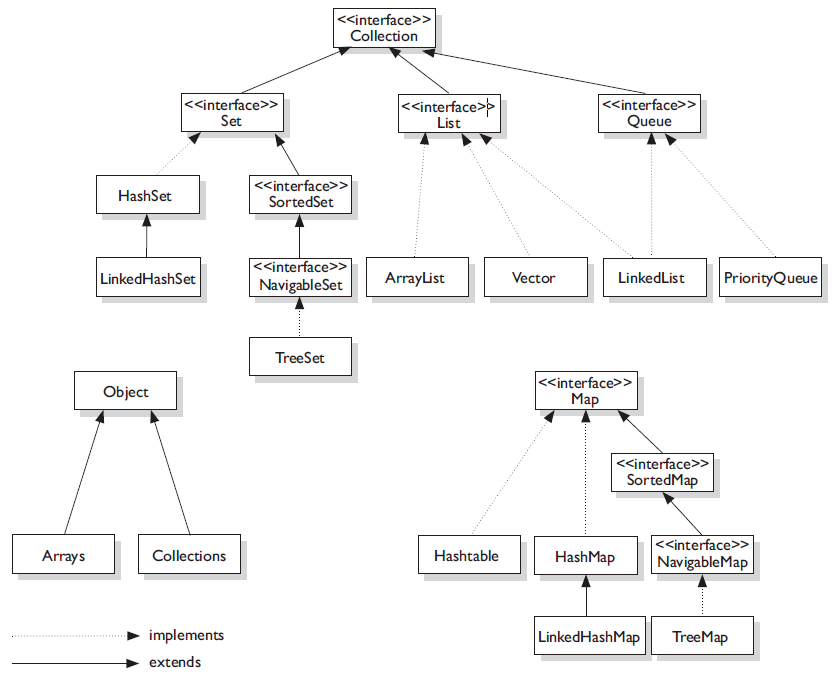 <<interface>>
Collection
<<interface>>
Set
<<interface>>
List
<<interface>>
Queue
HashSet
<<interface>>
SortedSet
LinkedHashSet
<<interface>>
NavigableSet
ArrayList
Vector
LinkedList
PriorityQueue
TreeSet
Object
<<interface>>
Map
<<interface>>
SortedMap
Arrays
Collections
Hashtable
HashMap
<<interface>>
NavigableMap
LinkedHashMap
TreeMap
implements
extends